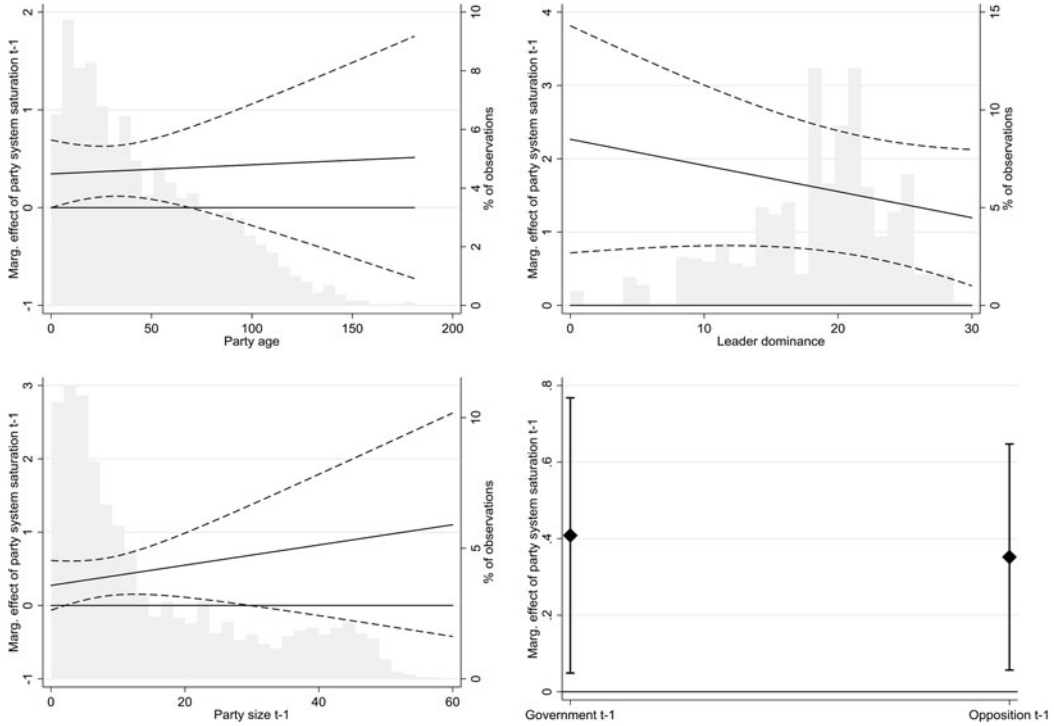 Marg. effect of party system saturation t-1
2
1
0
-1
10
8
6
4
2
0
% of observations
0 50 100 150 200
Party age
Marg. effect of party system saturation t-1
4
3
2
1
0
15
10
5
0
% of observations
0 10 20 30
Leader dominance
Marg. effect of party system saturation t-1
3
2
1
0
-1
10
5
0
% of observations
0 20 40 60
Party size t-1
Marg. effect of party system saturation t-1
.8
.6
.4
.2
0
Government t-1 Opposition t-1